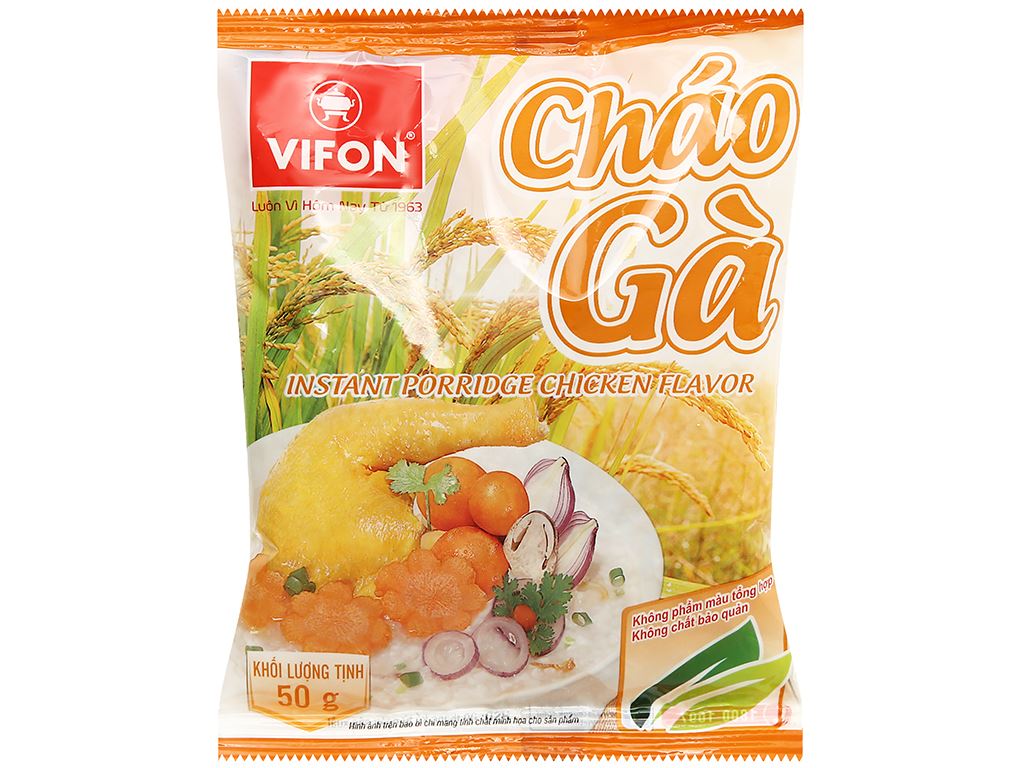 VIFON
®
Luôn Vì Hôm Nay Từ 1963
Cháo
Gà
INSTANT PORRIDGE CHICKEN FLAVOR
Không phẩm màu tổng hợp
Không chất bảo quản
KHỐI LƯỢNG TỊNH
50 g
Hình ảnh trên bao bì chỉ mang tính chất minh họa cho sản phẩm